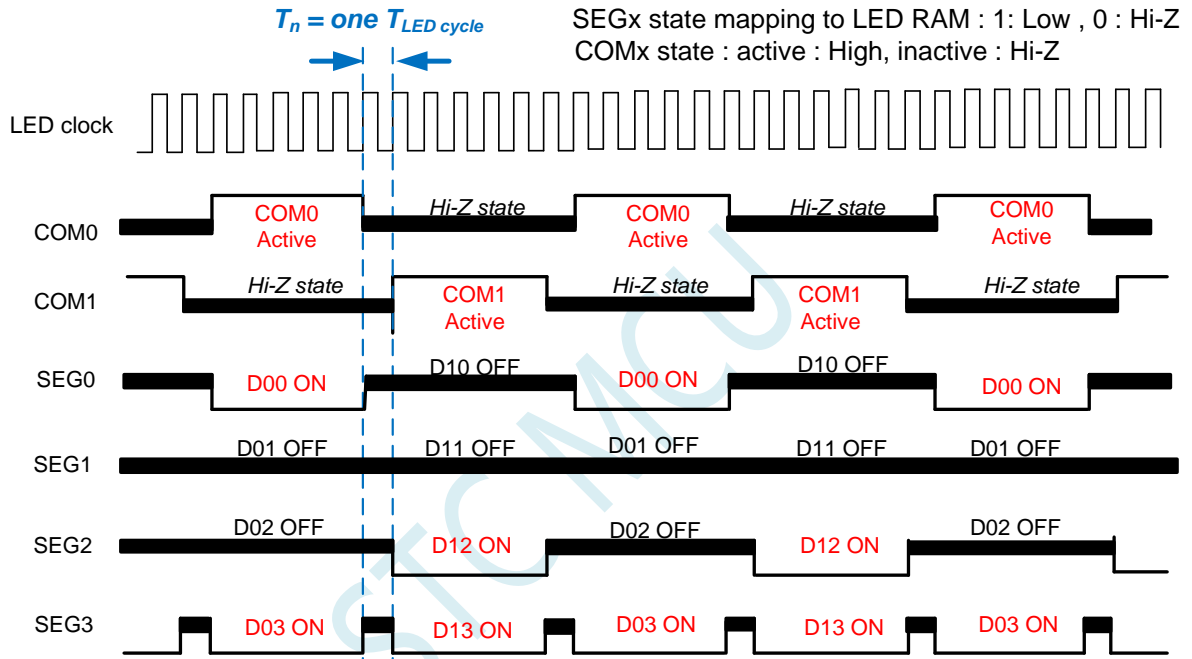 Tn = one TLED cycle
SEGx state mapping to LED RAM : 1: Low , 0 : Hi-Z
COMx state : active : High, inactive : Hi-Z
LED clock
COM0
COM0 Active
Hi-Z state
COM0 Active
Hi-Z state
COM0 Active
COM1
Hi-Z state
COM1 Active
Hi-Z state
COM1 Active
Hi-Z state
SEG0
D00 ON
D10 OFF
D00 ON
D10 OFF
D00 ON
SEG1
D01 OFF
D11 OFF
D01 OFF
D11 OFF
D01 OFF
SEG2
D02 OFF
D12 ON
D02 OFF
D12 ON
D02 OFF
SEG3
D03 ON
D13 ON
D03 ON
D13 ON
D03 ON
STC MCU